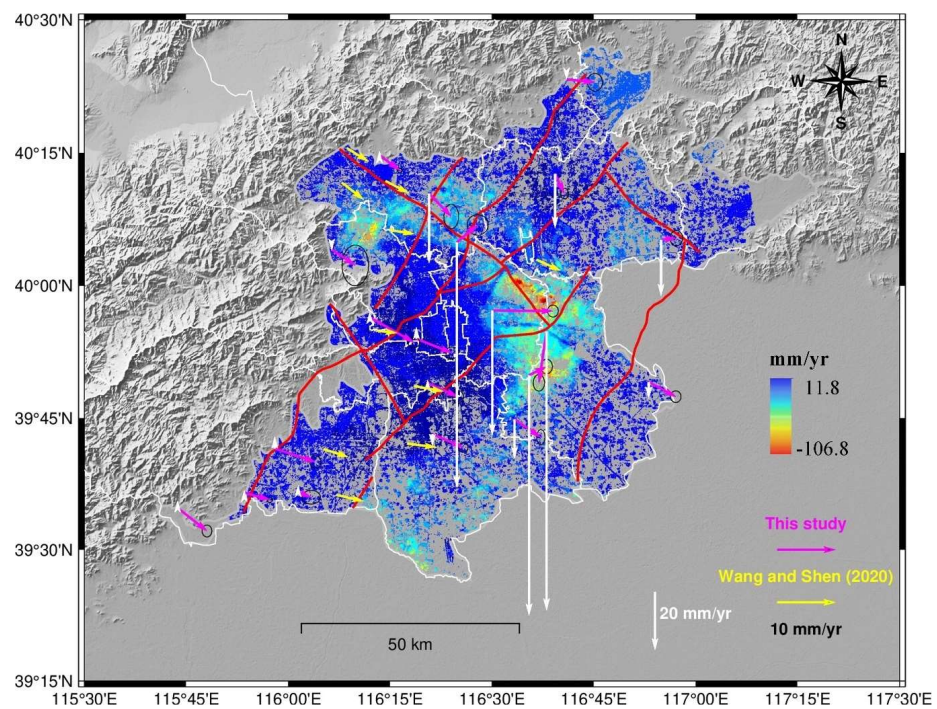 40°30'N
N
W E
S
40°15'N
40°00'N
mm/yr
11.8
39°45'N
-106.8
This study
39°30'N
Wang and Shen (2020)
20 mm/yr
10 mm/yr
50 km
39°15'N
115°30'E 115°45'E 116°00'E 116°15'E 116°30'E 116°45'E 117°00'E 117°15'E 117°30'E